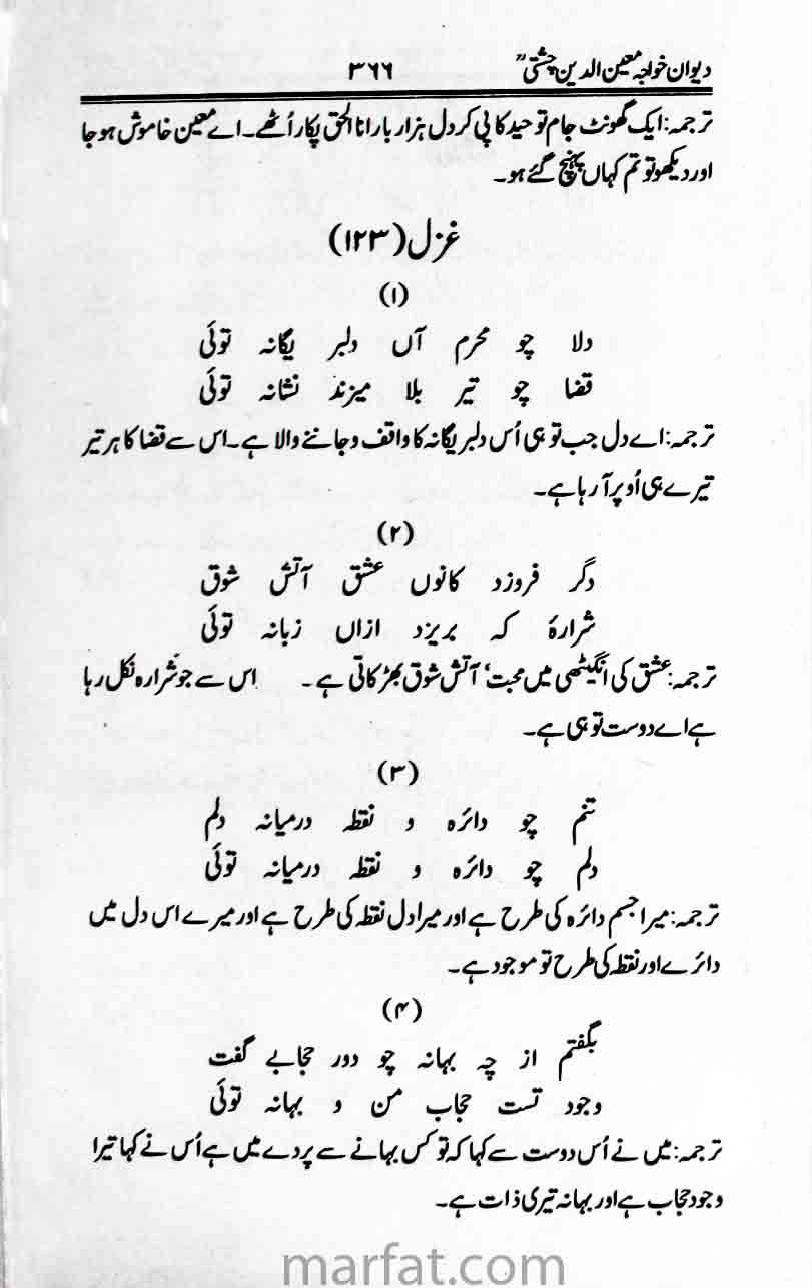 دیوان خواجہ معین الدین چشتیؒ ۳۶۶
ترجمہ: ایک گھونٹ جام توحید کا پی کر دل ہزار بار انا الحق پکار اُٹھے۔ اے معین خاموش ہو جا
اور دیکھو تو تم کہاں پہنچ گئے ہو۔
غزل (۱۲۳)
(۱)
دلا چو محرم آں دلبر یگانہ توئی
قضا چو تیر بلا میزند نشانہ توئی
ترجمہ: اے دل جب تو ہی اُس دلبر یگانہ کا واقف و جاننے والا ہے۔ اس سے قضا کا ہر تیر
تیرے ہی اُوپر آ رہا ہے۔
(۲)
دگر فروزد کانوں عشق آتش شوق
شرارۂ کہ بریزد ازاں زبانہ توئی
ترجمہ: عشق کی انگیٹھی میں محبت‘ آتش شوق بھڑکاتی ہے۔ اس سے جو شرارہ نکل رہا
ہے اے دوست تو ہی ہے۔
(۳)
تنم چو دائرہ و نقطہ درمیانہ دلم
دلم چو دائرہ و نقطہ درمیانہ توئی
ترجمہ: میرا جسم دائرہ کی طرح ہے اور میرا دل نقطہ کی طرح ہے اور میرے اس دل میں
دائرے اور نقطہ کی طرح تو موجود ہے۔
(۴)
بگفتم از چہ بہانہ چو دور حجابے گفت
وجود تست حجاب من و بہانہ توئی
ترجمہ: میں نے اُس دوست سے کہا کہ تو کس بہانے سے پردے میں ہے اُس نے کہا تیرا
وجود حجاب ہے اور بہانہ تیری ذات ہے۔
marfat.com